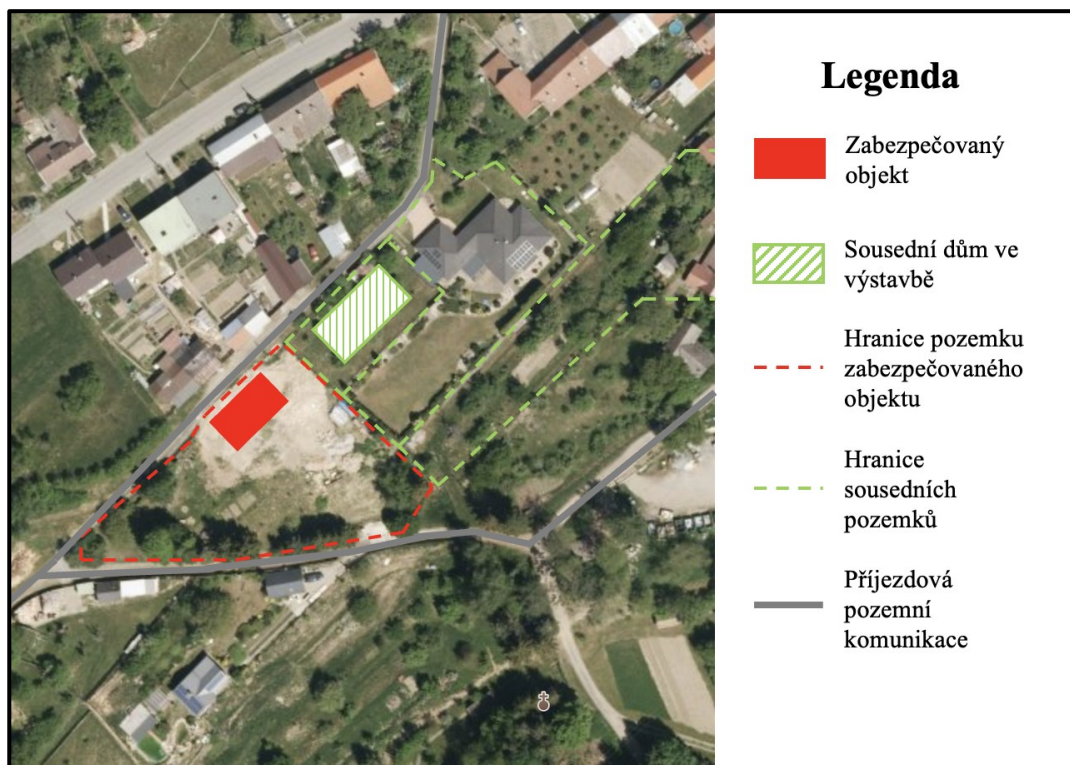 Legenda
Zabezpečovaný
objekt
Sousední dům ve
výstavbě
Hranice pozemku
zabezpečovaného
objektu
Hranice
sousedních
pozemků
Příjezdová
pozemní
komunikace